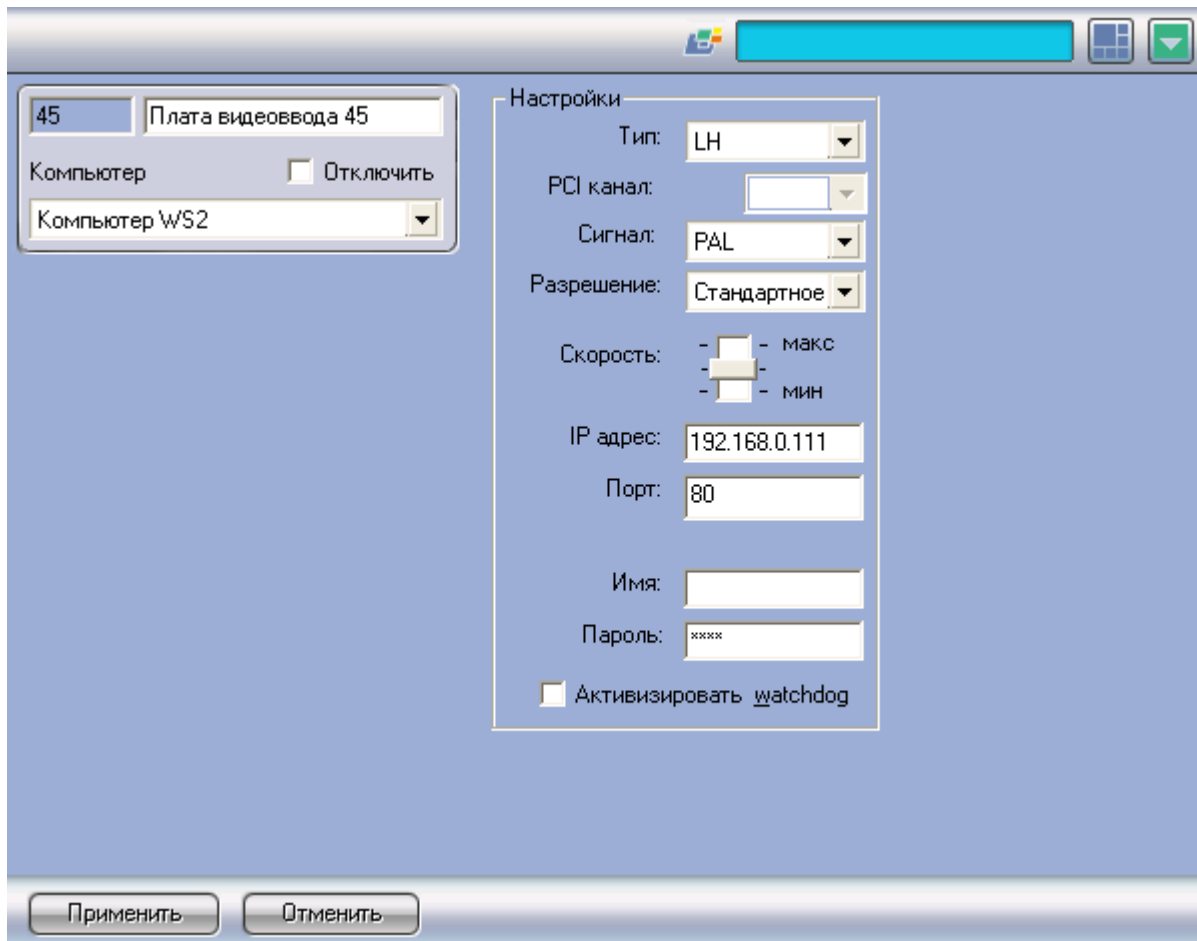 45 Плата видеоввода 45
Компьютер Отключить
Компьютер WS2
Настройки
Тип: LH
PCI канал:
Сигнал: PAL
Разрешение: Стандартное
- - макс
Скорость: - -
- - мин
IP адрес: 192.168.0.111
Порт: 80
Имя:
Пароль: ××××
Активизировать watchdog
Применить Отменить